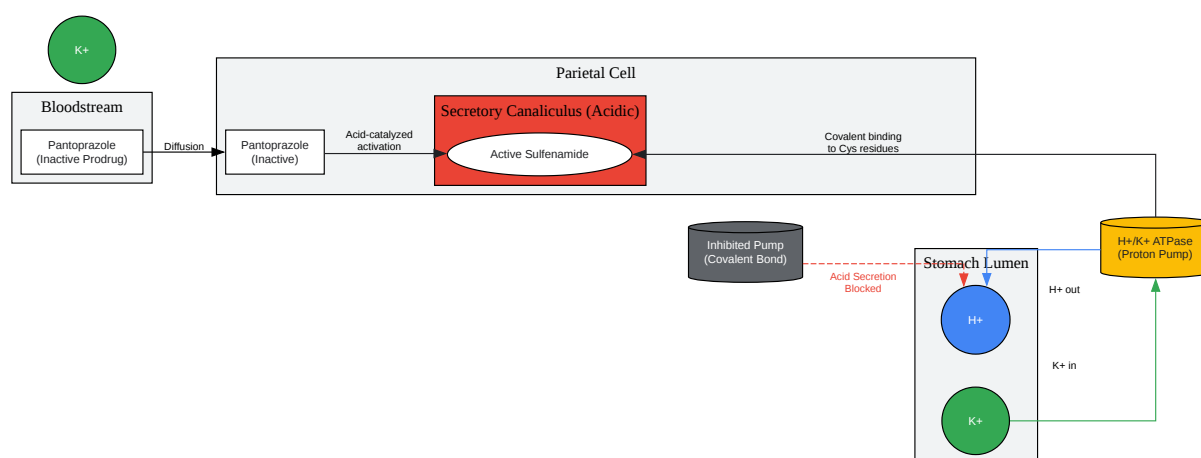 K+
Bloodstream
Pantoprazole
(Inactive Prodrug)
Diffusion
Parietal Cell
Pantoprazole
(Inactive)
Acid-catalyzed
activation
Secretory Canaliculus (Acidic)
Active Sulfenamide
Covalent binding
to Cys residues
Inhibited Pump
(Covalent Bond)
Acid Secretion
Blocked
Stomach Lumen
H+
K+
H+ out
K+ in
H+/K+ ATPase
(Proton Pump)